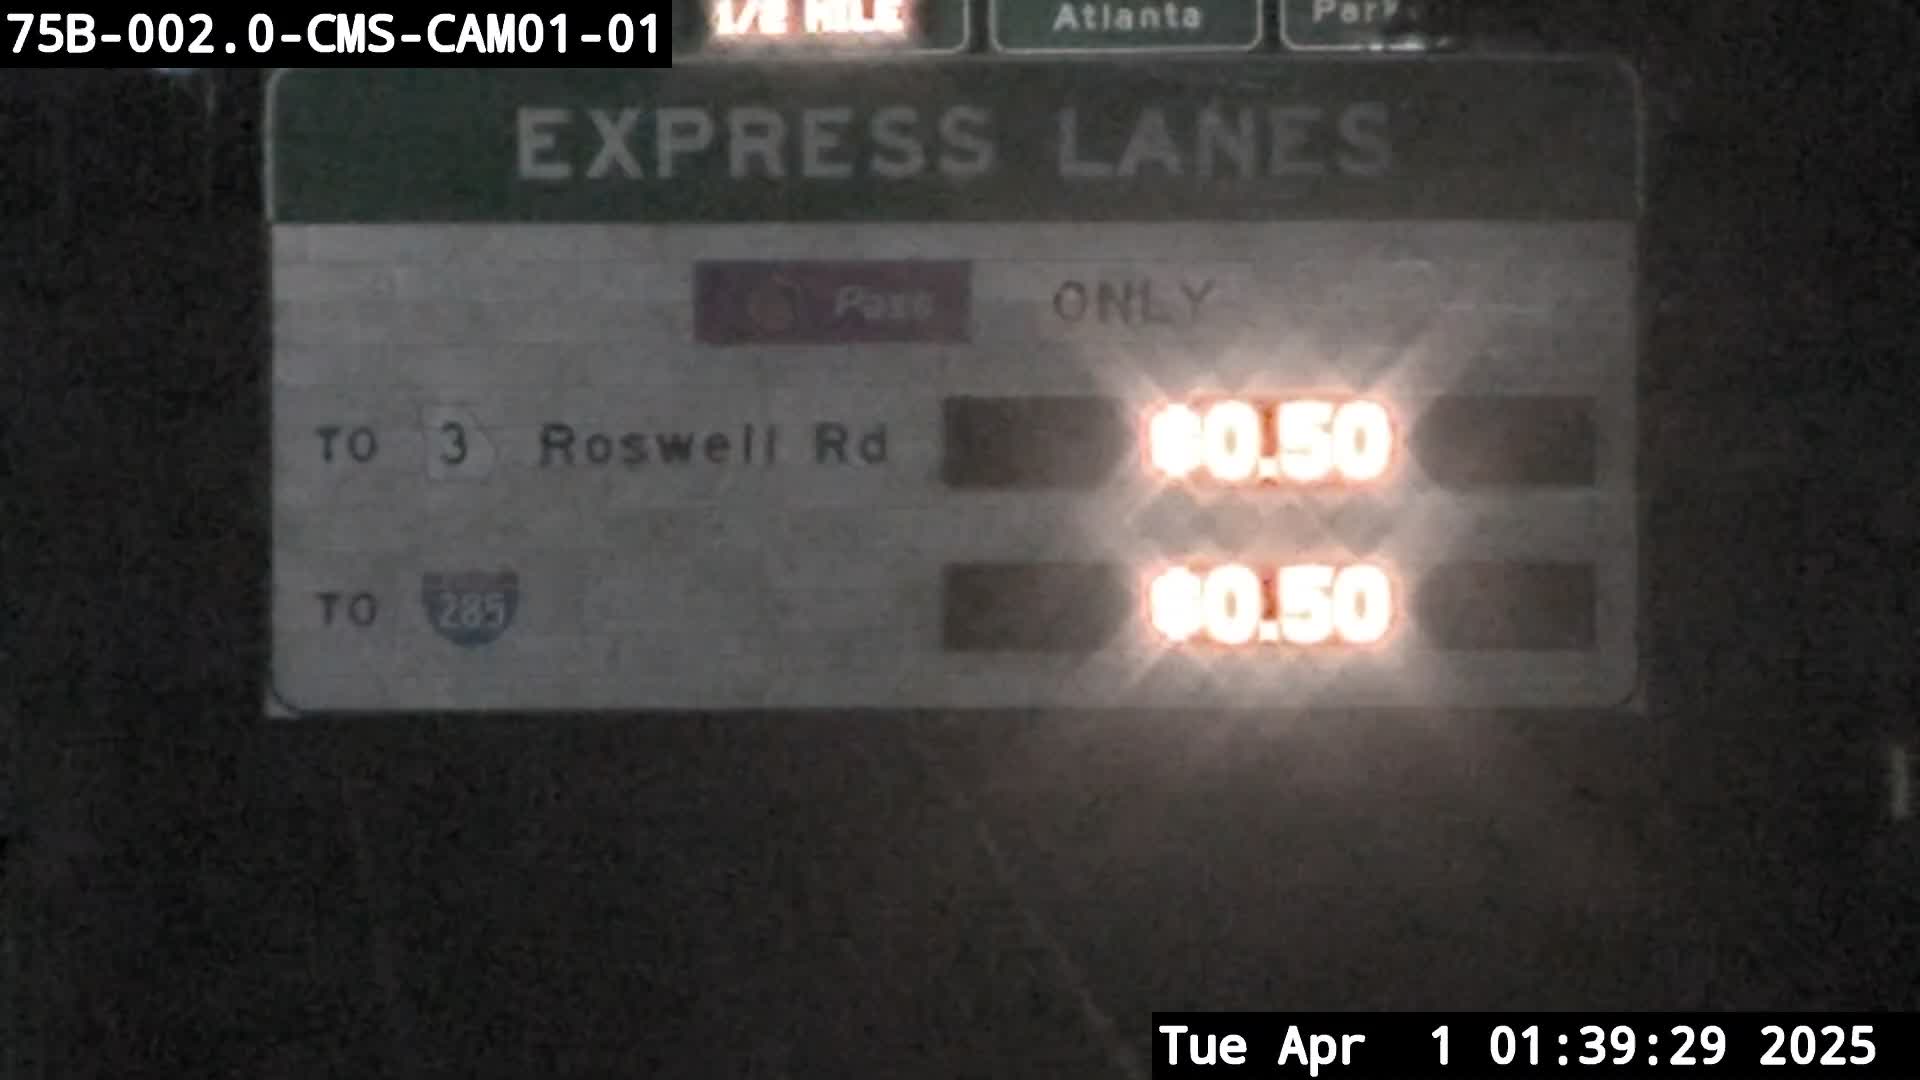 75B-002.0-CMS-CAM01-01
1/2 MILE
Atlanta
Park
EXPRESS LANES
Pass ONLY
TO 3 Roswell Rd $0.50
TO 285 $0.50
Tue Apr 1 01:39:29 2025